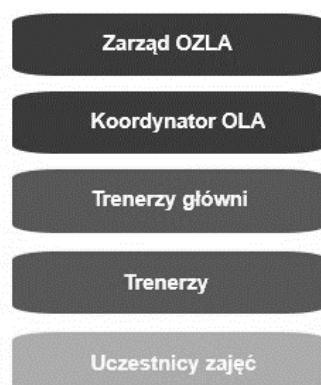 Zarząd OZLA
Koordynator OLA
Trenerzy główni
Trenerzy
Uczestnicy zajęć